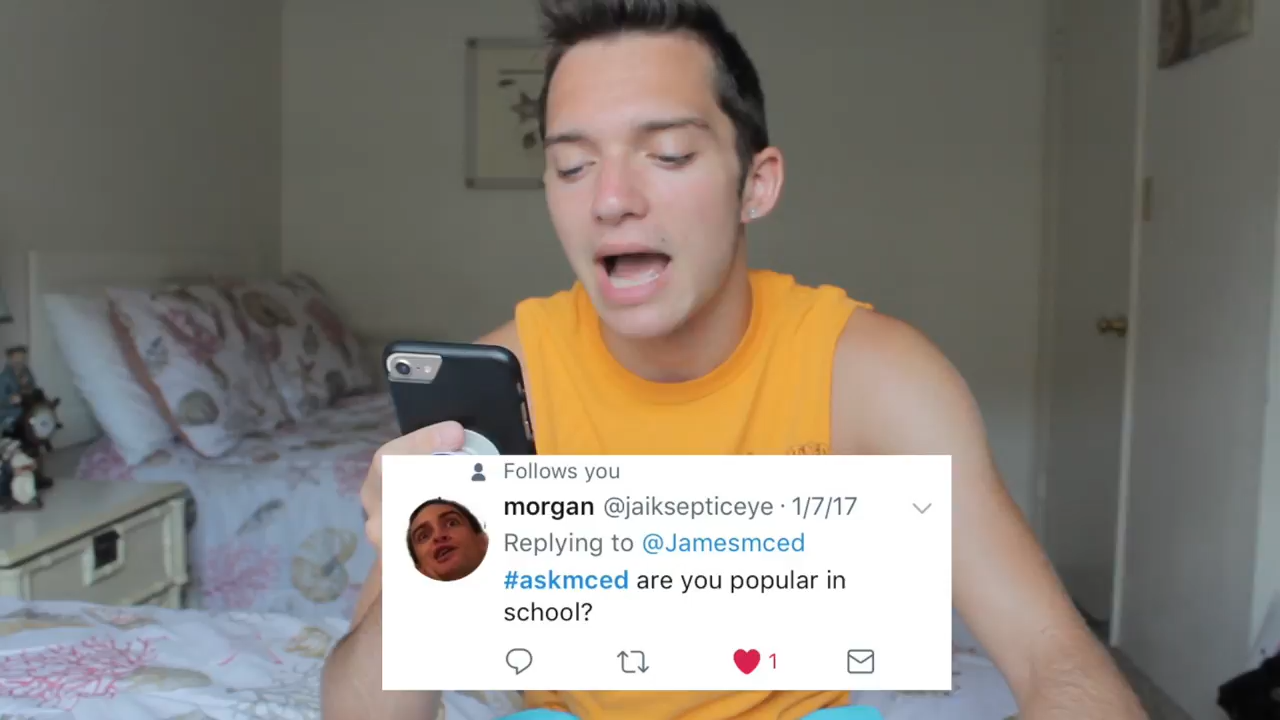 Follows you
morgan @jaiksepticeye · 1/7/17
Replying to @Jamesmced
#askmced are you popular in
school?
1